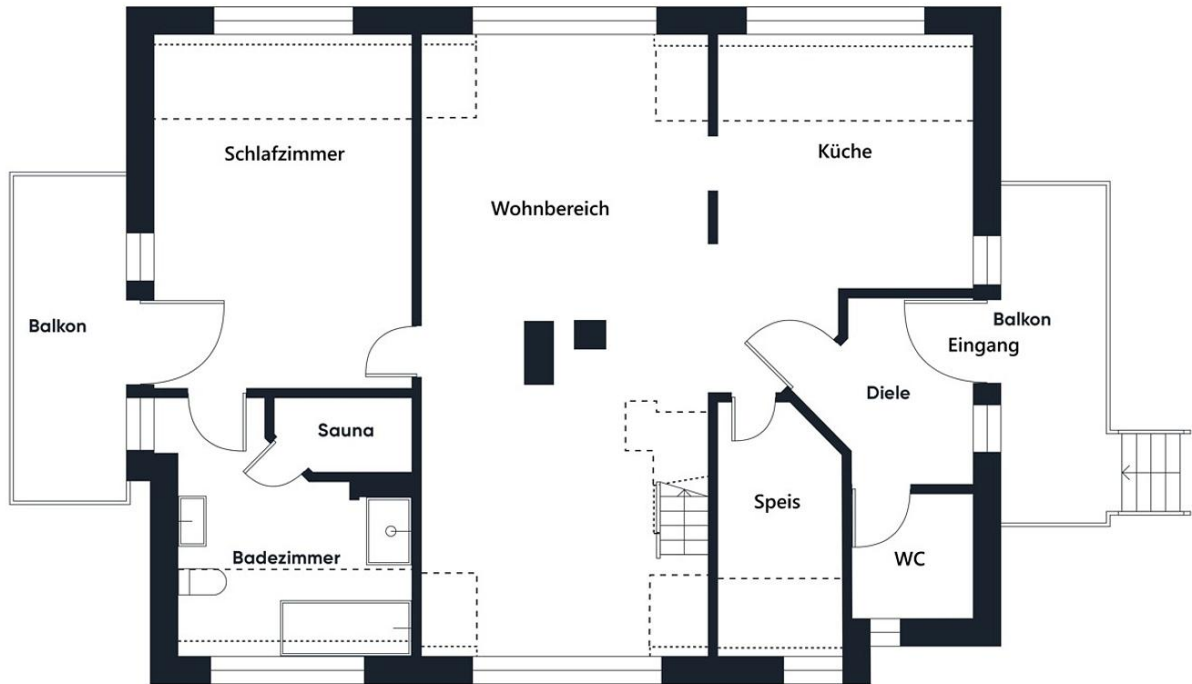 Schlafzimmer
Küche
Wohnbereich
Balkon
Balkon
Eingang
Diele
Sauna
Speis
Badezimmer
WC